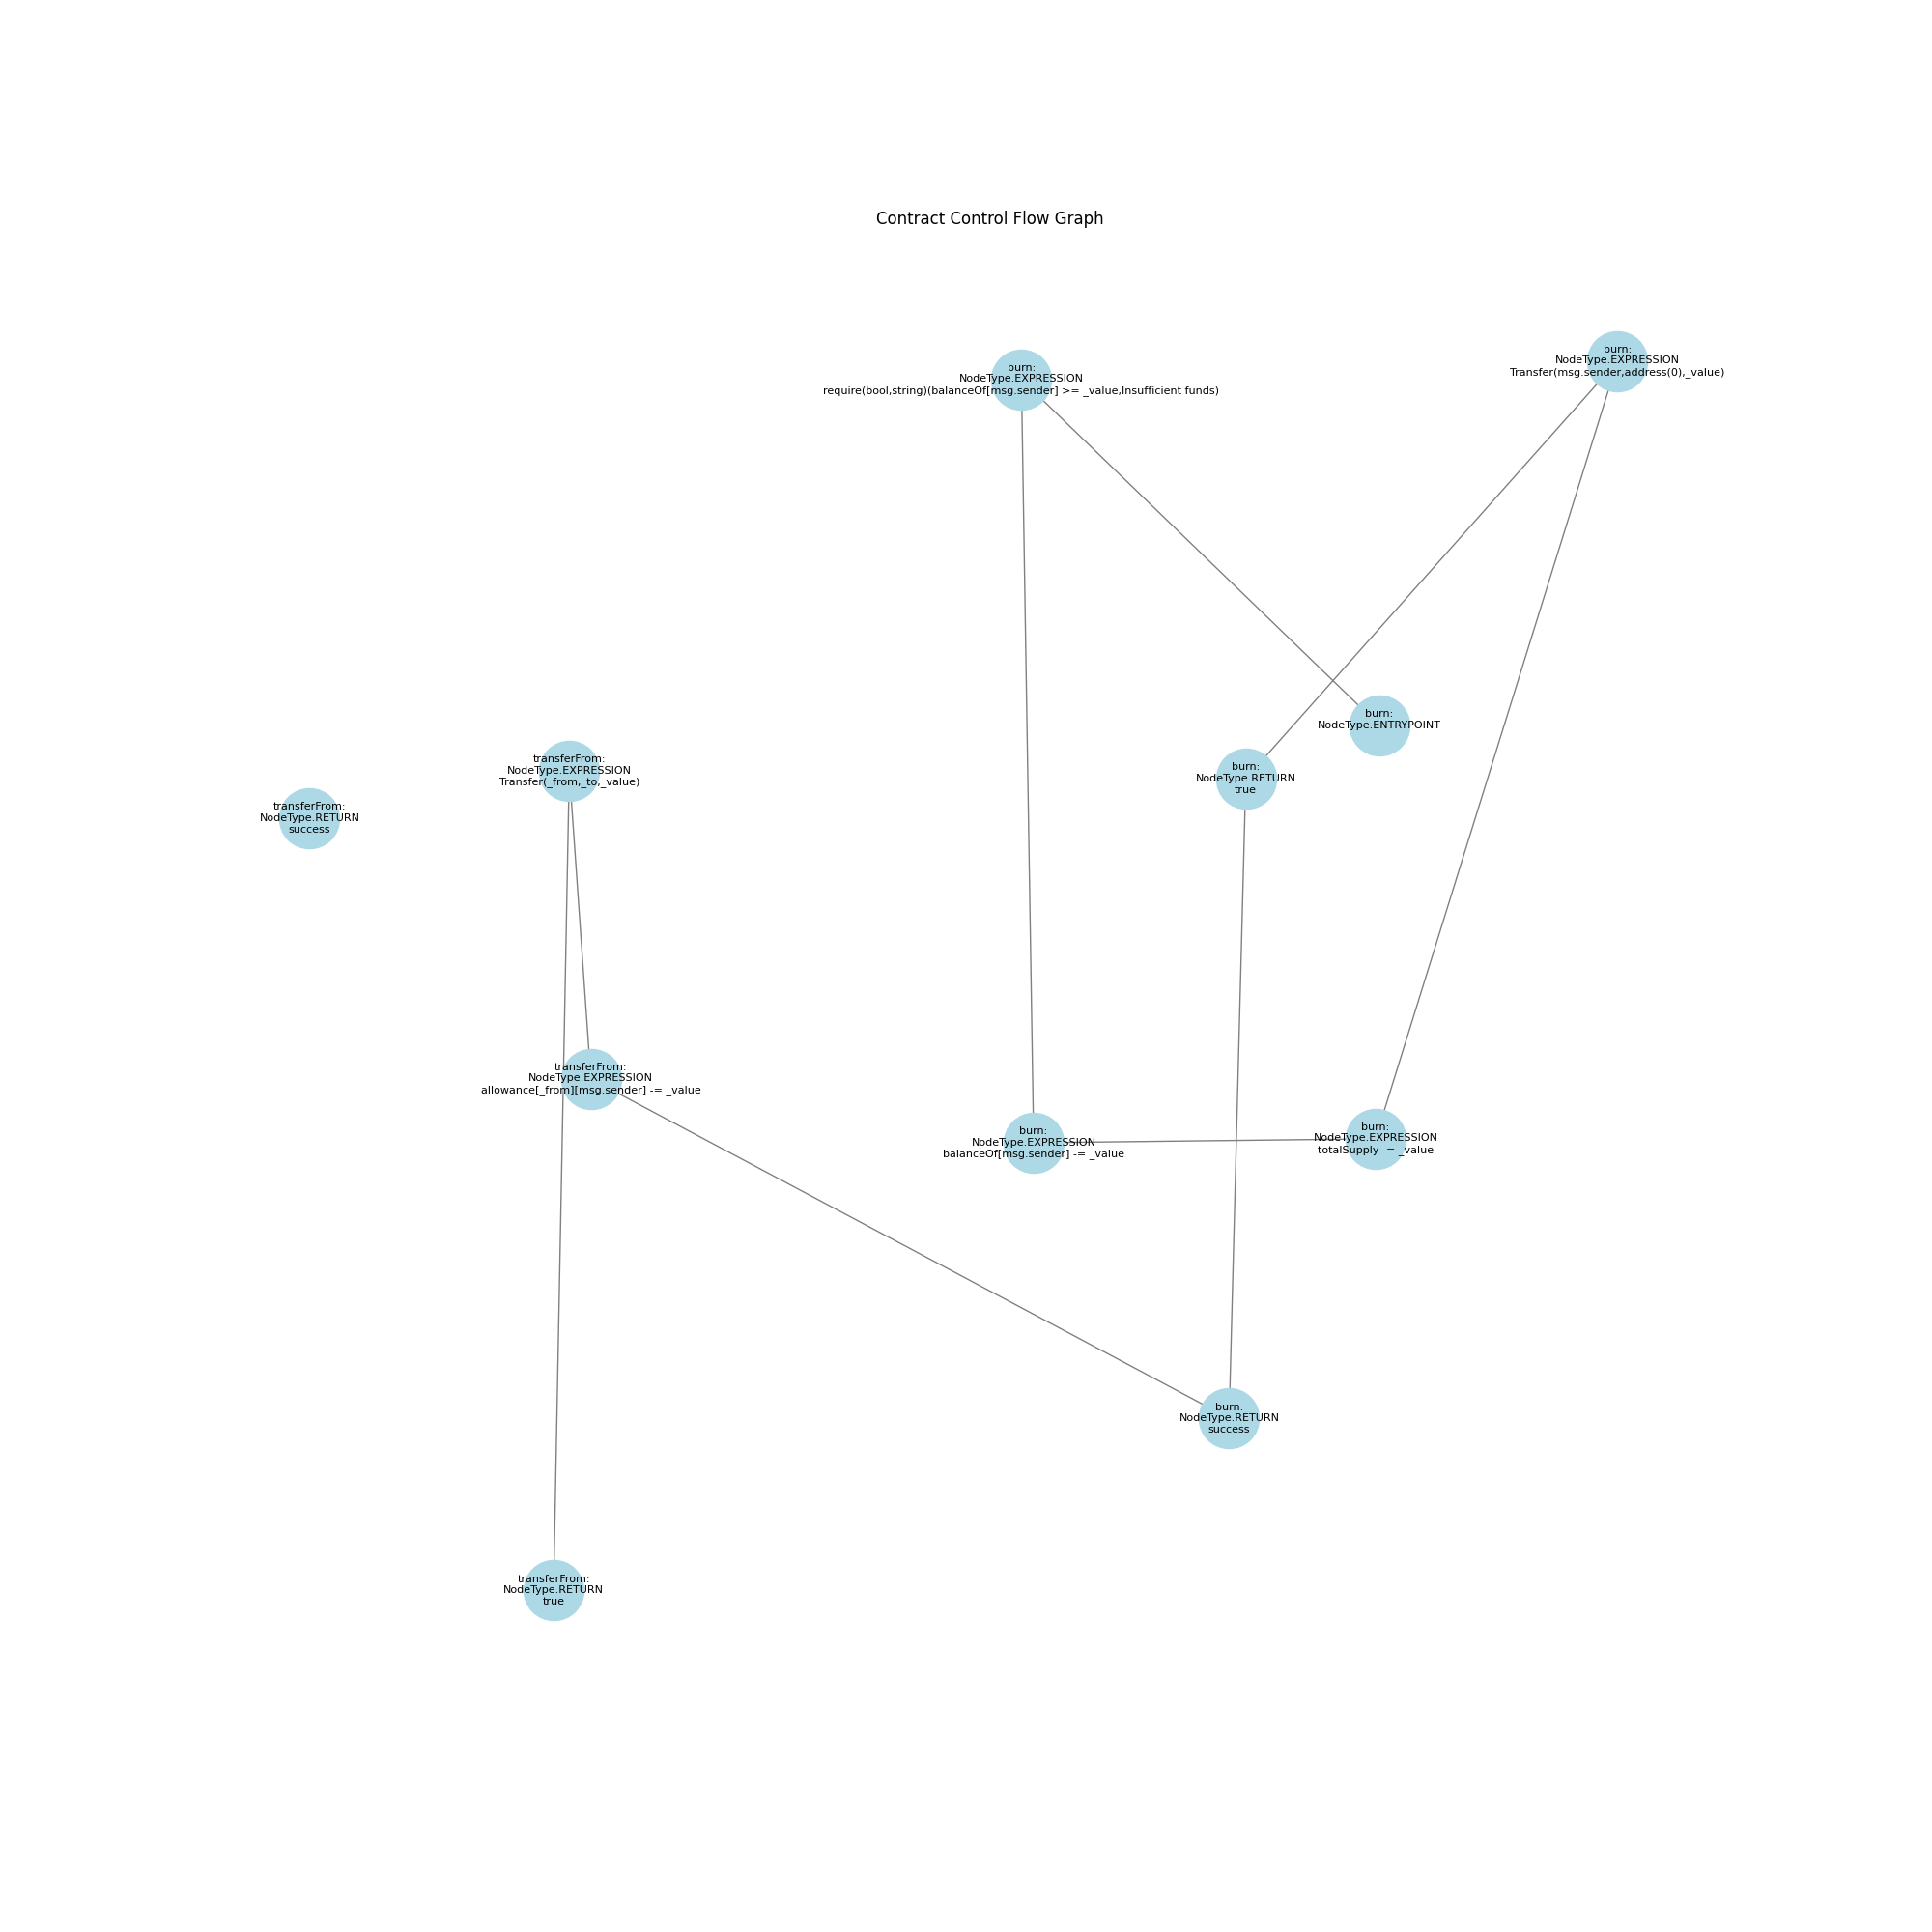 Contract Control Flow Graph
burn:
NodeType.EXPRESSION
require(bool,string)(balanceOf[msg.sender] >= _value,Insufficient funds)
burn:
NodeType.EXPRESSION
Transfer(msg.sender,address(0),_value)
burn:
NodeType.ENTRYPOINT
transferFrom:
NodeType.EXPRESSION
Transfer(_from,_to,_value)
burn:
NodeType.RETURN
true
transferFrom:
NodeType.RETURN
success
transferFrom:
NodeType.EXPRESSION
allowance[_from][msg.sender] -= _value
burn:
NodeType.EXPRESSION
balanceOf[msg.sender] -= _value
burn:
NodeType.EXPRESSION
totalSupply -= _value
burn:
NodeType.RETURN
success
transferFrom:
NodeType.RETURN
true